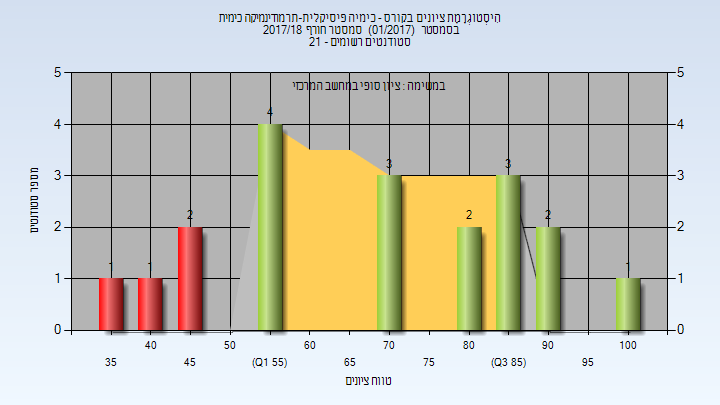 היסטוגרמת ציונים בקורס - כימיה פיסיקלית-תרמודינמיקה כימית
בסמסטר (01/2017) סמסטר חורף 2017/18
סטודנטים רשומים - 21
במשימה : ציון סופי במחשב המרכזי
5 5
4 4
3 3
2 2
1 1
0 0
מספר סטודנטים
1 1 2 4 3 2 3 2 1
40 50 60 70 80 90 100
35 45 (Q1 55) 65 75 (Q3 85) 95
טווח ציונים